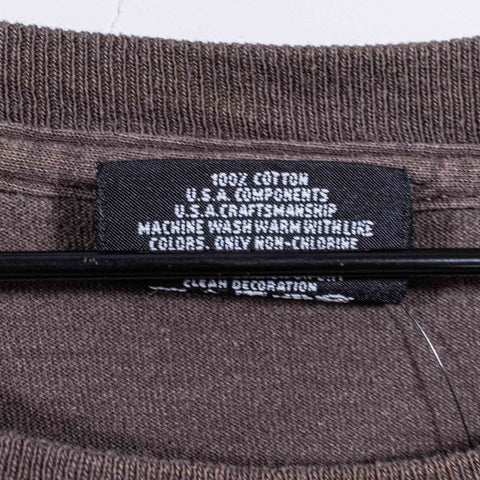 100% COTTON
U.S.A. COMPONENTS
U.S.A. CRAFTSMANSHIP
MACHINE WASH WARM WITH LIKE
COLORS. ONLY NON-CHLORINE
CLEAN DECORATION